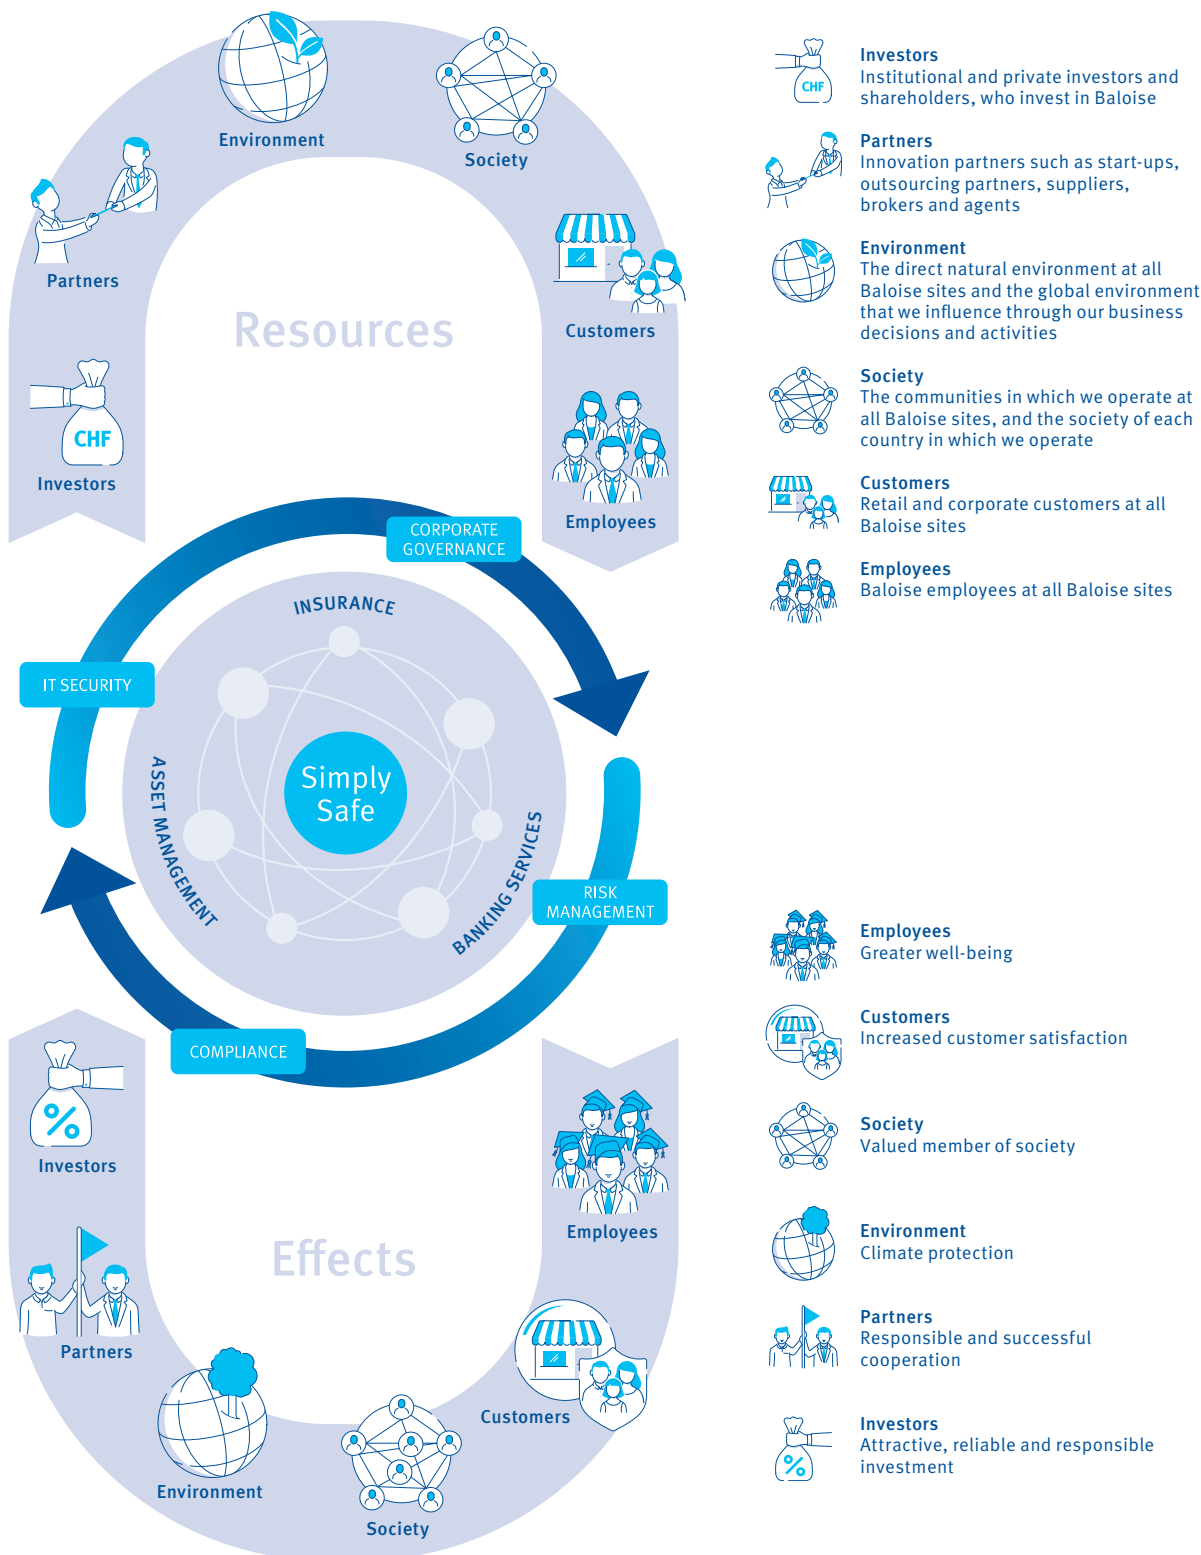 Environment
Society
Partners
Customers
Resources
CHF
Investors
Employees
Investors
Institutional and private investors and
shareholders, who invest in Baloise
CHF
Partners
Innovation partners such as start-ups,
outsourcing partners, suppliers,
brokers and agents
Environment
The direct natural environment at all
Baloise sites and the global environment
that we influence through our business
decisions and activities
Society
The communities in which we operate at
all Baloise sites, and the society of each
country in which we operate
Customers
Retail and corporate customers at all
Baloise sites
Employees
Baloise employees at all Baloise sites
CORPORATE
GOVERNANCE
INSURANCE
IT SECURITY
Simply
Safe
ASSET MANAGEMENT
BANKING SERVICES
RISK
MANAGEMENT
COMPLIANCE
%
Investors
Employees
Effects
Partners
Customers
Environment
Society
Employees
Greater well-being
Customers
Increased customer satisfaction
Society
Valued member of society
Environment
Climate protection
Partners
Responsible and successful
cooperation
Investors
Attractive, reliable and responsible
investment
%